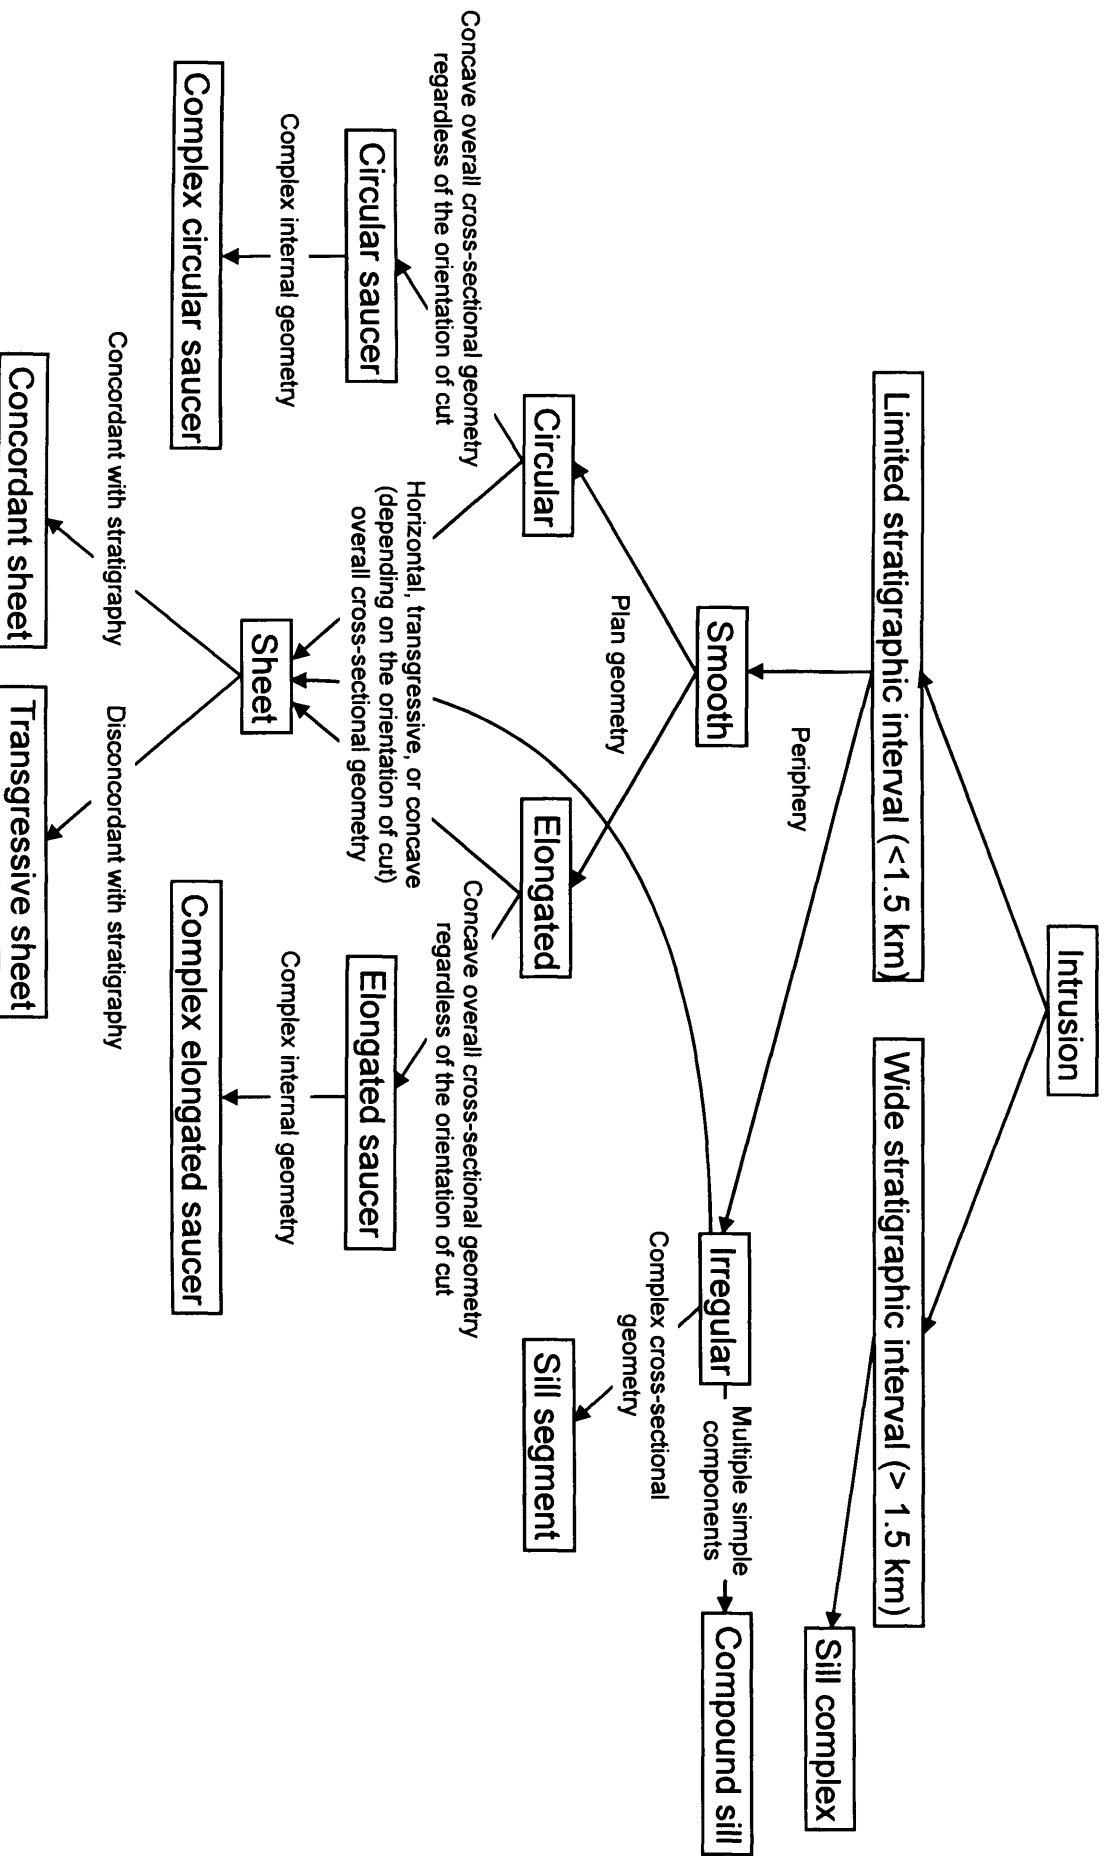 Intrusion
Limited stratigraphic interval (<1.5 km)
Wide stratigraphic interval (> 1.5 km)
Periphery
Sill complex
Smooth
Irregular
Multiple simple
components
Compound sill
Plan geometry
Complex cross-sectional
geometry
Circular
Elongated
Sill segment
Concave overall cross-sectional geometry
regardless of the orientation of cut
Horizontal, transgressive, or concave
(depending on the orientation of cut)
overall cross-sectional geometry
Concave overall cross-sectional geometry
regardless of the orientation of cut
Circular saucer
Elongated saucer
Complex internal geometry
Sheet
Complex internal geometry
Complex circular saucer
Complex elongated saucer
Concordant with stratigraphy
Disconcordant with stratigraphy
Concordant sheet
Transgressive sheet